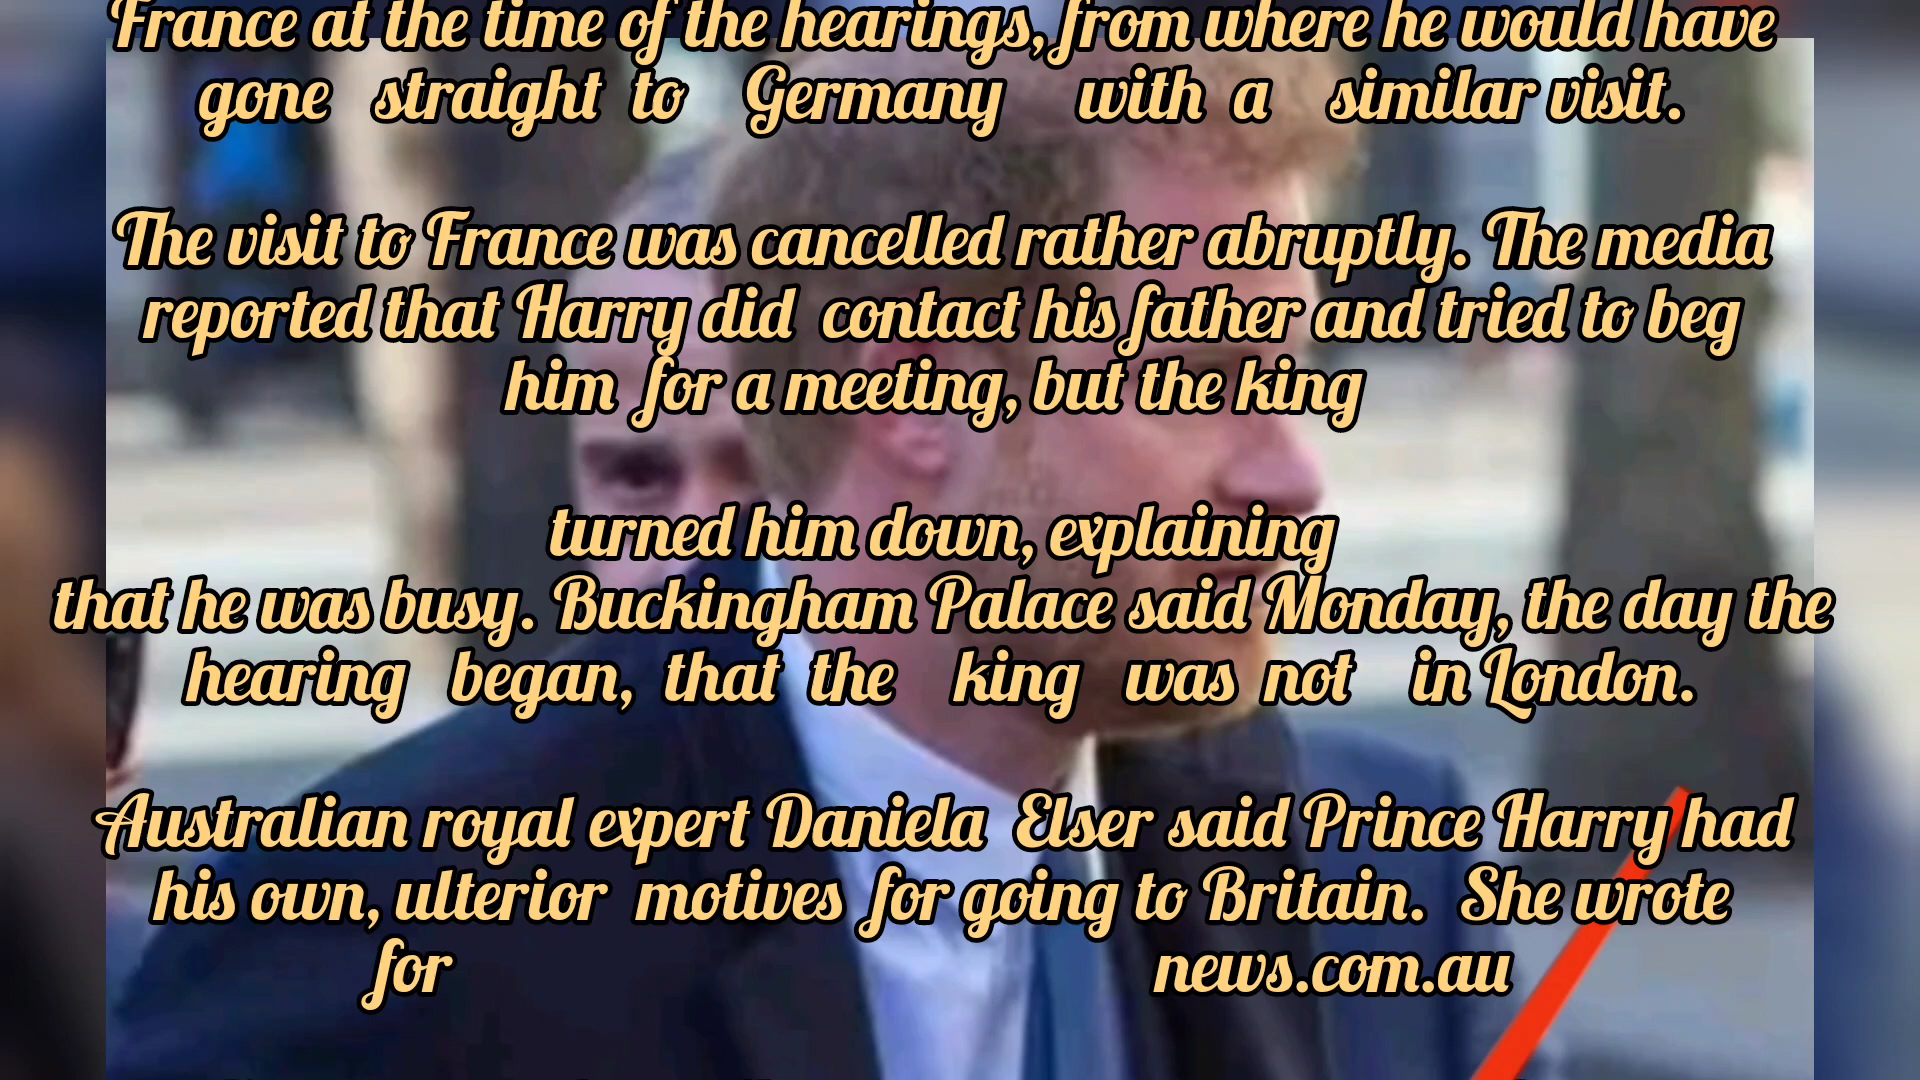 France at the time of the hearings, from where he would have
gone straight to Germany with a similar visit.
The visit to France was cancelled rather abruptly. The media
reported that Harry did contact his father and tried to beg
him for a meeting, but the king
turned him down, explaining
that he was busy. Buckingham Palace said Monday, the day the
hearing began, that the king was not in London.
Australian royal expert Daniela Elser said Prince Harry had
his own, ulterior motives for going to Britain. She wrote
for news.com.au